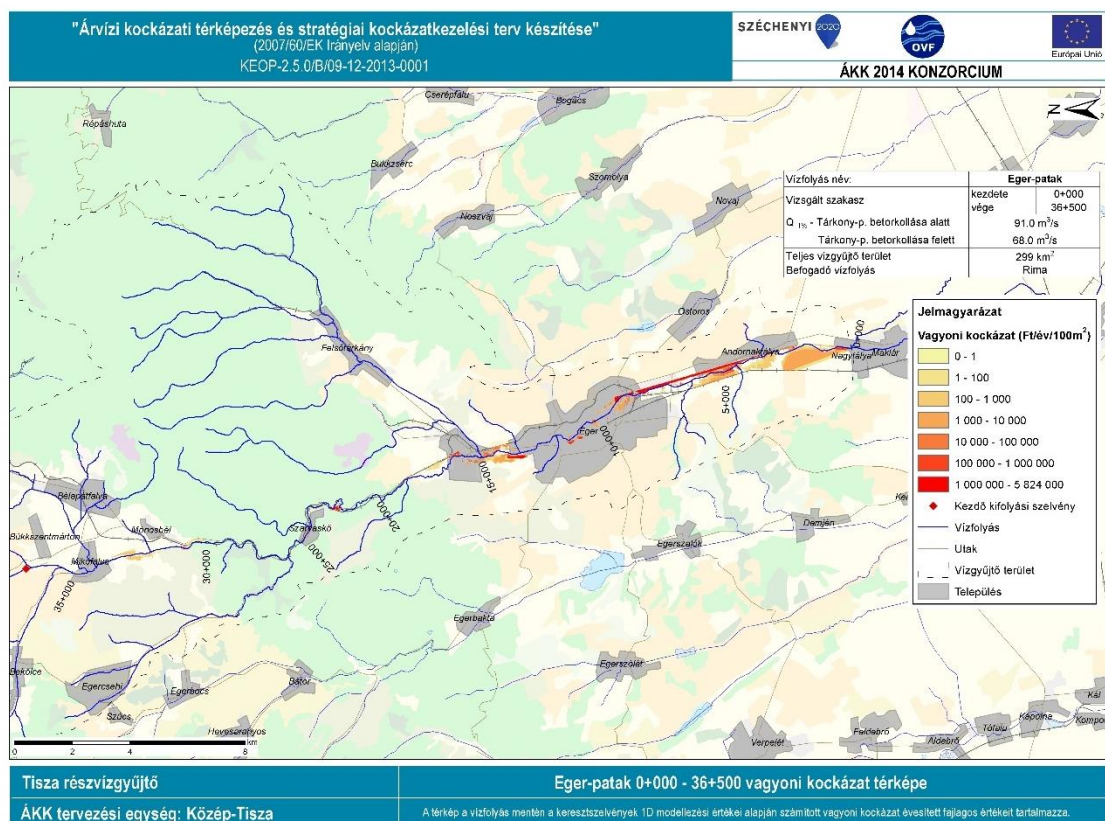 "Árvízi kockázati térképezés és stratégiai kockázatkezelési terv készítése"
(2007/60/EK Irányelv alapján)
KEOP-2.5.0/B/09-12-2013-0001
SZÉCHENYI 2020
OVF
Európai Unió
ÁKK 2014 KONZORCIUM
Répáshuta
Cserépfalu
Bogács
Bükkzsérc
Szomolya
Noszvaj
Novaj
N
Vízfolyás név: Eger-patak
Vizsgált szakasz kezdete 0+000
vége 36+500
Q 1% - Tárkony-p. betorkollása alatt 91.0 m³/s
Tárkony-p. betorkollása felett 68.0 m³/s
Teljes vízgyűjtő terület 299 km²
Befogadó vízfolyás Rima
Ostoros
Felsőtárkány
Andornaktálya
Nagytálya
Maklár
0+000
5+000
Eger
10+000
15+000
20+000
Szarvaskő
25+000
30+000
35+000
Bélapátfalva
Mónosbél
Bükkszentmárton
Mikófalva
Egerszalók
Demjén
Egerbakta
Egerszólát
Bekölce
Egercsehi
Egerbocs
Bátor
Szúcs
Hevesaranyos
Verpelét
Feldebrő
Aldebrő
Tófalu
Kápolna
Kál
Kompolt
Jelmagyarázat
Vagyoni kockázat (Ft/év/100m²)
0 - 1
1 - 100
100 - 1 000
1 000 - 10 000
10 000 - 100 000
100 000 - 1 000 000
1 000 000 - 5 824 000
Kezdő kifolyási szelvény
Vízfolyás
Utak
Vízgyűjtő terület
Település
0 2 4 8
km
Tisza részvízgyűjtő
Eger-patak 0+000 - 36+500 vagyoni kockázat térképe
ÁKK tervezési egység: Közép-Tisza
A térkép a vízfolyás mentén a keresztszelvények 1D modellezési értékei alapján számított vagyoni kockázat évesített fajlagos értékeit tartalmazza.